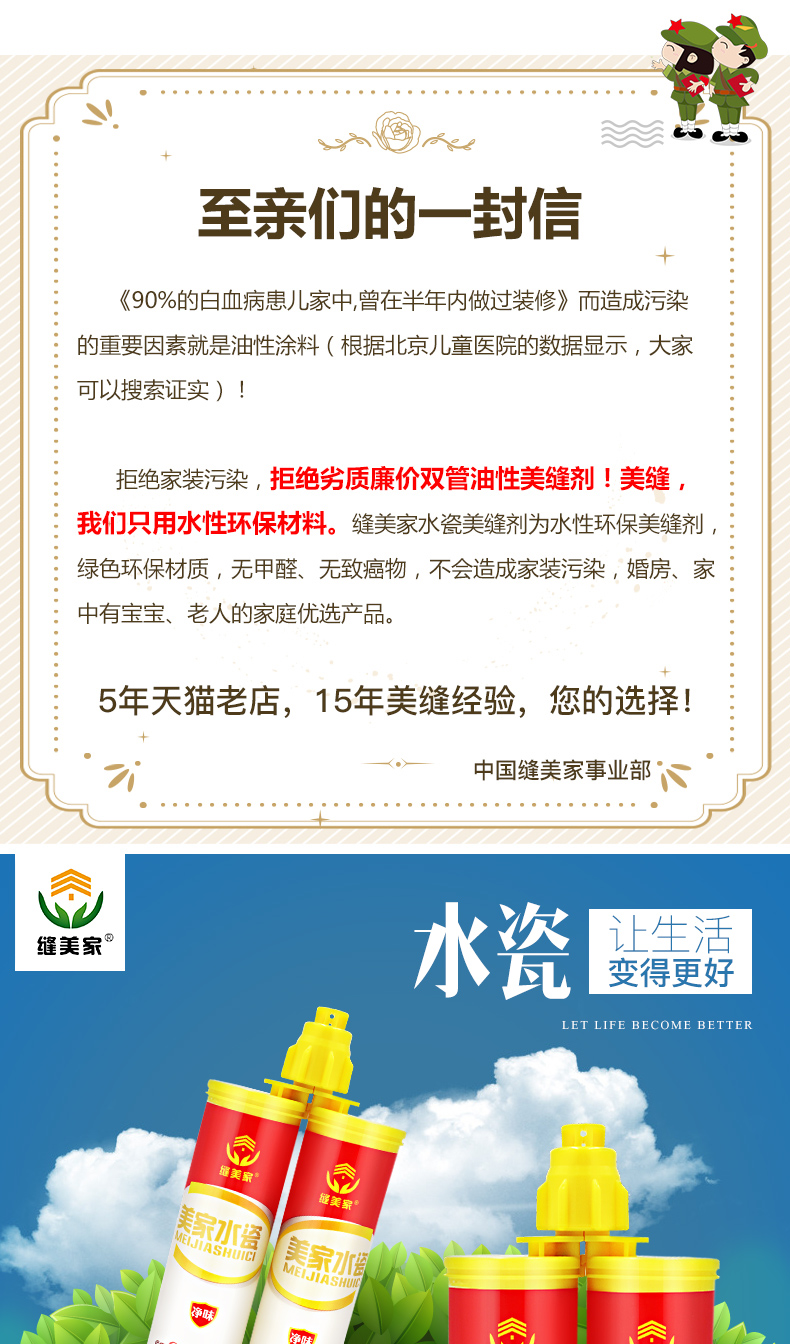 至亲们的一封信
《90%的白血病患儿家中,曾在半年内做过装修》而造成污染
的重要因素就是油性涂料(根据北京儿童医院的数据显示,大家
可以搜索证实)!
拒绝家装污染,拒绝劣质廉价双管油性美缝剂!美缝,
我们只用水性环保材料。缝美家水瓷美缝剂为水性环保美缝剂,
绿色环保材质,无甲醛、无致癌物,不会造成家装污染,婚房、家
中有宝宝、老人的家庭优选产品。
5年天猫老店,15年美缝经验,您的选择!
中国缝美家事业部
缝美家®
水瓷
让生活
变得更好
LET LIFE BECOME BETTER
缝美家®
美家水瓷
MEIJIASHUICI
净味
缝美家®
美家水瓷
MEIJIASHUICI
净味